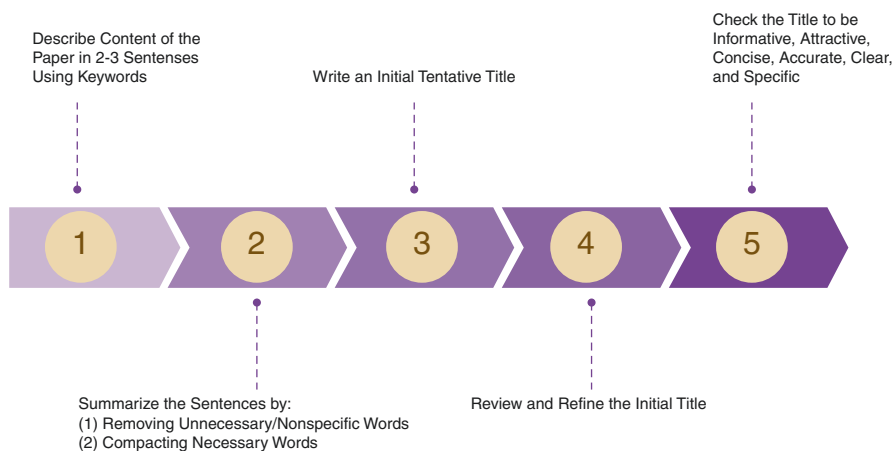 Describe Content of the
Paper in 2-3 Sentences
Using Keywords
Write an Initial Tentative Title
Check the Title to be
Informative, Attractive,
Concise, Accurate, Clear,
and Specific
1
2
3
4
5
Summarize the Sentences by:
(1) Removing Unnecessary/Nonspecific Words
(2) Compacting Necessary Words
Review and Refine the Initial Title